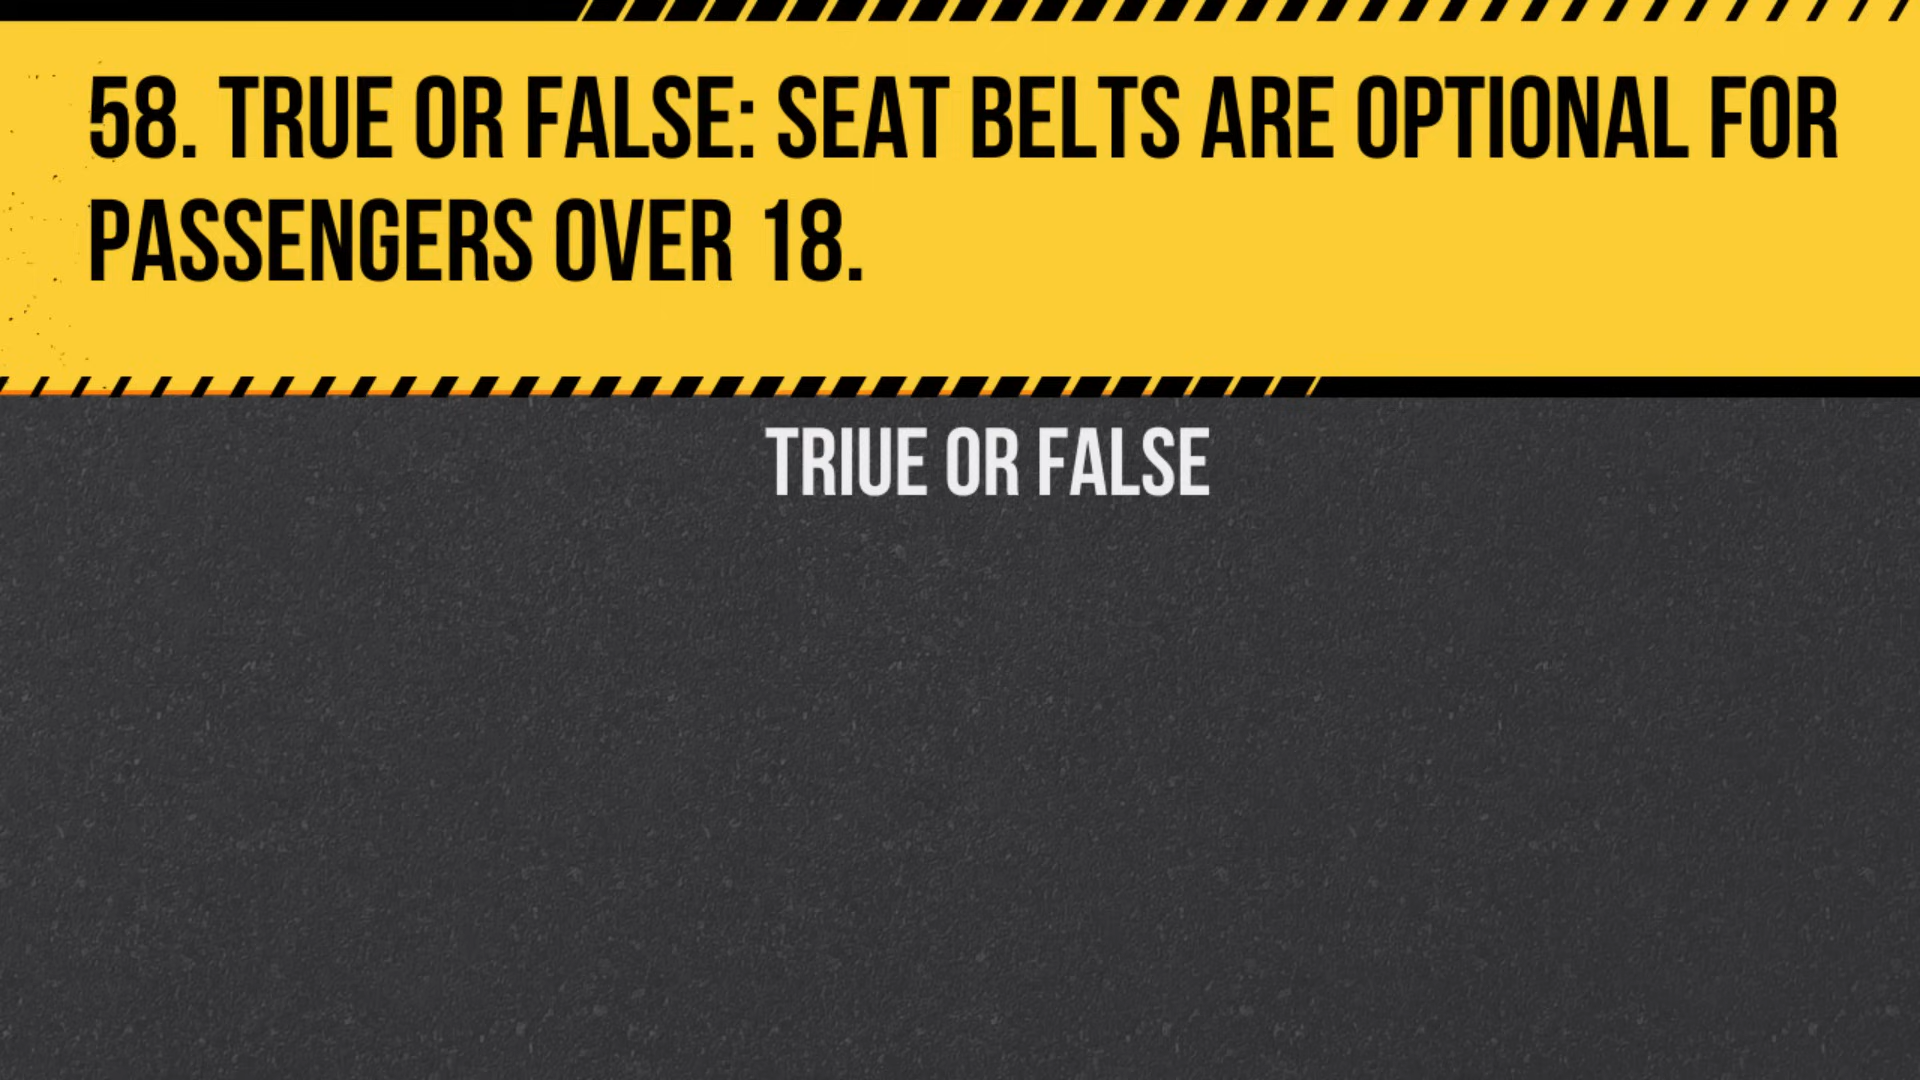 58. TRUE OR FALSE: SEAT BELTS ARE OPTIONAL FOR
PASSENGERS OVER 18.
TRIUE OR FALSE